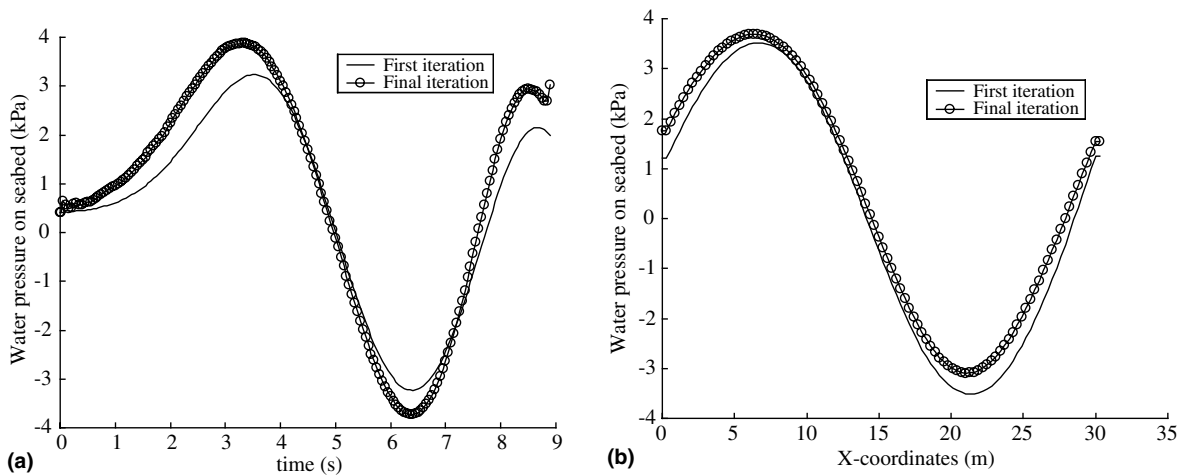 Water pressure on seabed (kPa)
4
3
2
1
0
-1
-2
-3
-4
0 1 2 3 4 5 6 7 8 9
time (s)
First iteration
Final iteration
(a)
Water pressure on seabed (kPa)
4
3
2
1
0
-1
-2
-3
-4
0 5 10 15 20 25 30 35
X-coordinates (m)
First iteration
Final iteration
(b)